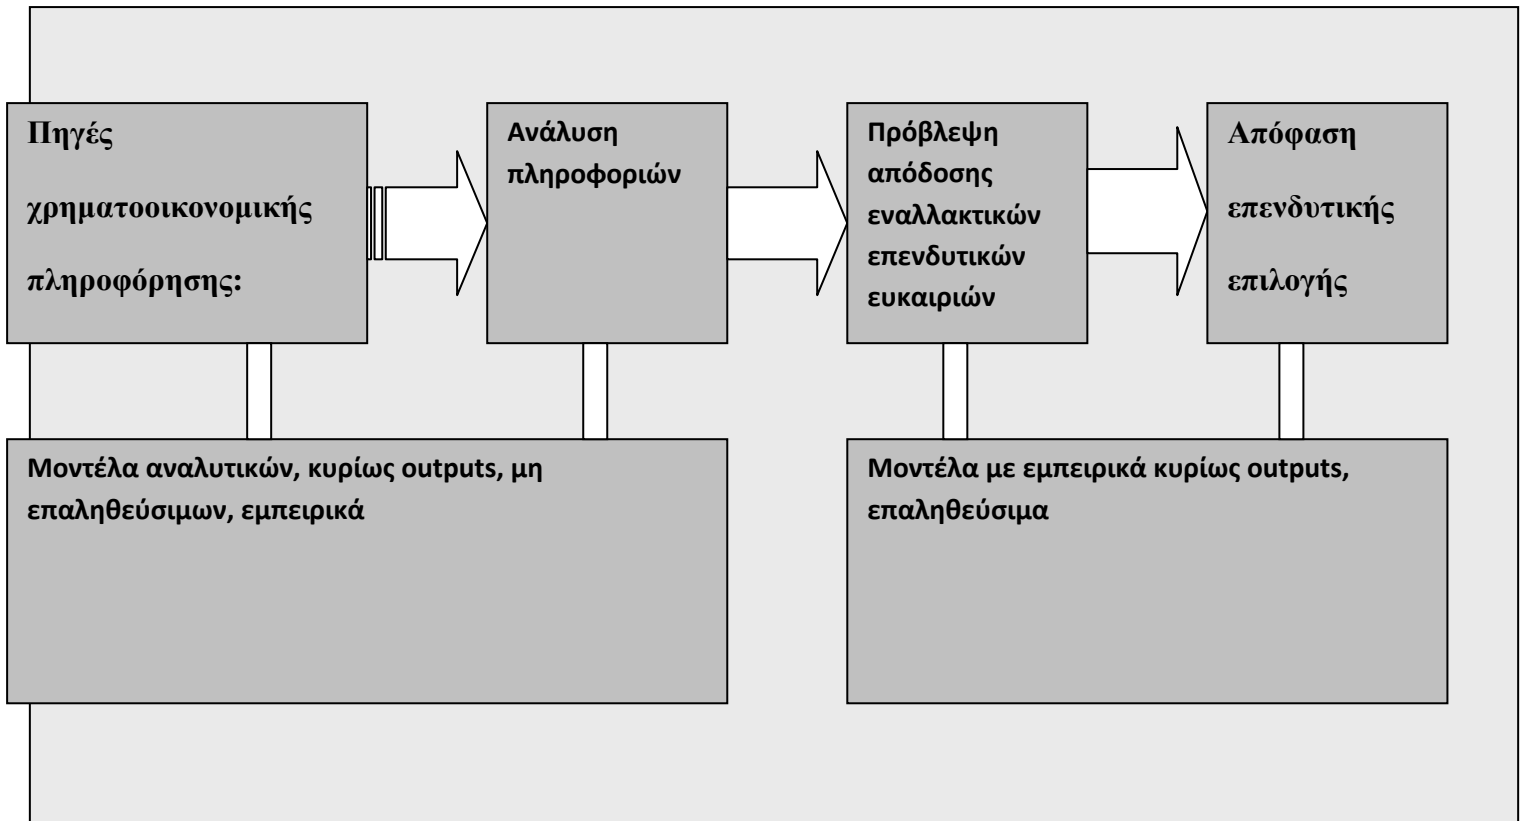 Πηγές
χρηματοοικονομικής
πληροφόρησης:
Ανάλυση
πληροφοριών
Πρόβλεψη
απόδοσης
εναλλακτικών
επενδυτικών
ευκαιριών
Απόφαση
επενδυτικής
επιλογής
Μοντέλα αναλυτικών, κυρίως outputs, μη
επαληθεύσιμων, εμπειρικά
Μοντέλα με εμπειρικά κυρίως outputs,
επαληθεύσιμα